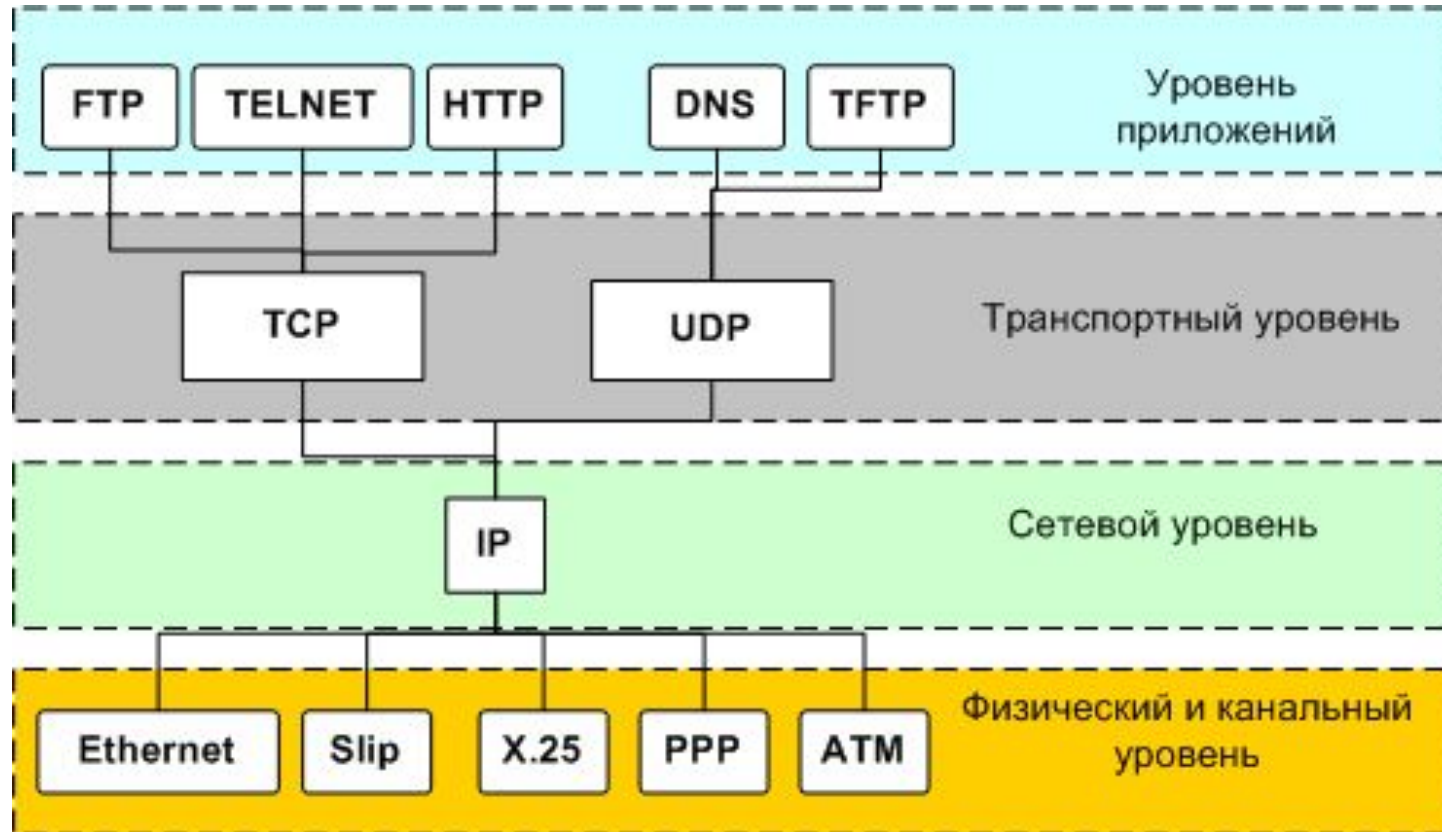 FTP TELNET HTTP DNS TFTP
Уровень
приложений
TCP UDP Транспортный уровень
IP
Сетевой уровень
Физический и канальный
уровень
Ethernet Slip X.25 PPP ATM